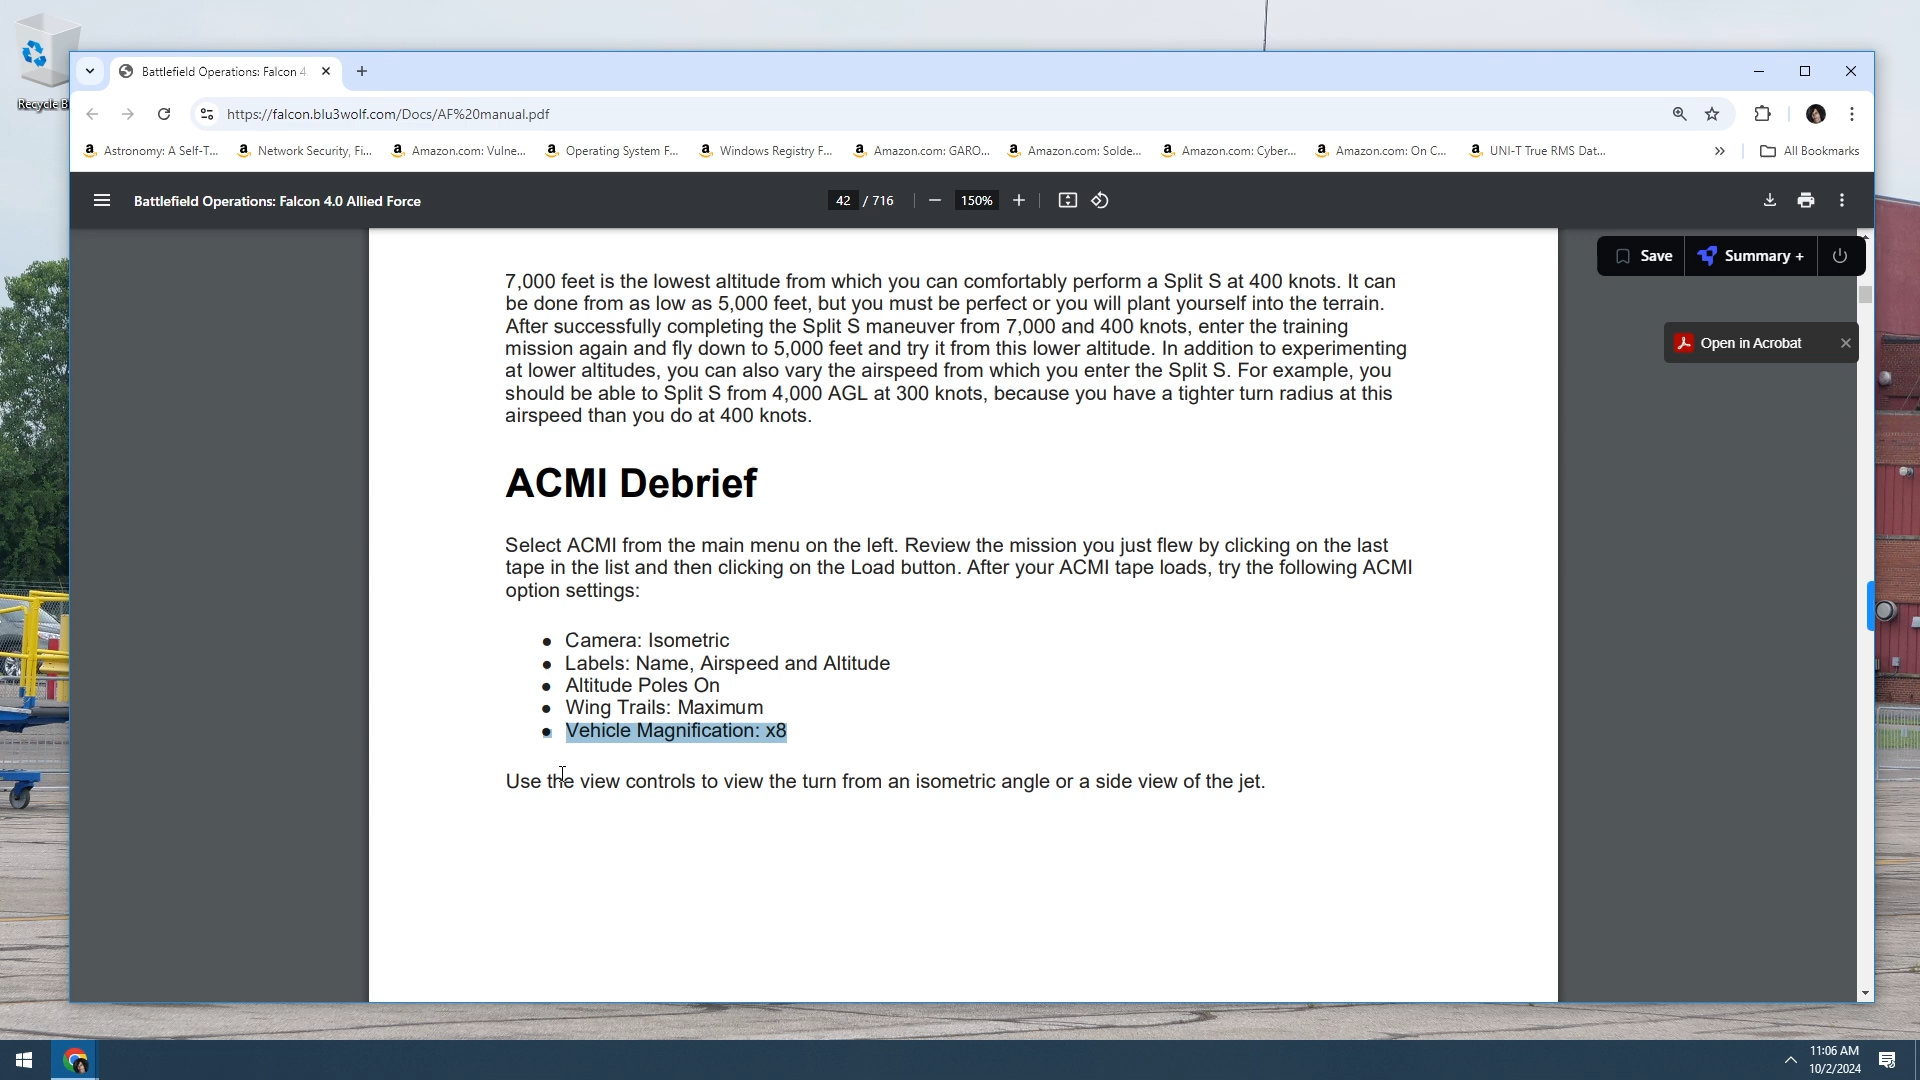 Recycle B
Battlefield Operations: Falcon 4
https://falcon.blu3wolf.com/Docs/AF%20manual.pdf
Astronomy: A Self-T...
Network Security, Fi...
Amazon.com: Vulne...
Operating System F...
Windows Registry F...
Amazon.com: GARO...
Amazon.com: Solde...
Amazon.com: Cyber...
Amazon.com: On C...
UNI-T True RMS Dat...
All Bookmarks
Battlefield Operations: Falcon 4.0 Allied Force
42 / 716
150%
Save
Summary +
Open in Acrobat
7,000 feet is the lowest altitude from which you can comfortably perform a Split S at 400 knots. It can
be done from as low as 5,000 feet, but you must be perfect or you will plant yourself into the terrain.
After successfully completing the Split S maneuver from 7,000 and 400 knots, enter the training
mission again and fly down to 5,000 feet and try it from this lower altitude. In addition to experimenting
at lower altitudes, you can also vary the airspeed from which you enter the Split S. For example, you
should be able to Split S from 4,000 AGL at 300 knots, because you have a tighter turn radius at this
airspeed than you do at 400 knots.
ACMI Debrief
Select ACMI from the main menu on the left. Review the mission you just flew by clicking on the last
tape in the list and then clicking on the Load button. After your ACMI tape loads, try the following ACMI
option settings:
● Camera: Isometric
● Labels: Name, Airspeed and Altitude
● Altitude Poles On
● Wing Trails: Maximum
● Vehicle Magnification: x8
Use the view controls to view the turn from an isometric angle or a side view of the jet.
11:06 AM
10/2/2024